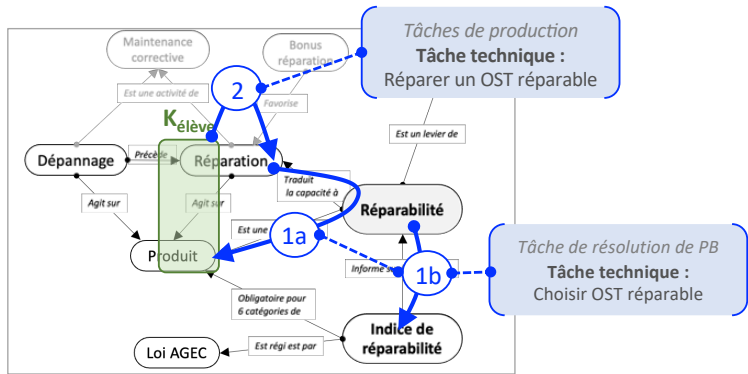 Maintenance
corrective
Bonus
réparation
Tâches de production
Tâche technique :
Réparer un OST réparable
Est une activité de
2
Favorise
K élève
Est un levier de
Dépannage
Précède
Réparation
Traduit
la capacité à
Agit sur
Agit sur
Réparabilité
Est une
1a
Produit
Informe s
1b
Tâche de résolution de PB
Tâche technique :
Choisir OST réparable
Obligatoire pour
6 catégories de
Indice de
réparabilité
Loi AGEC
Est régi est par